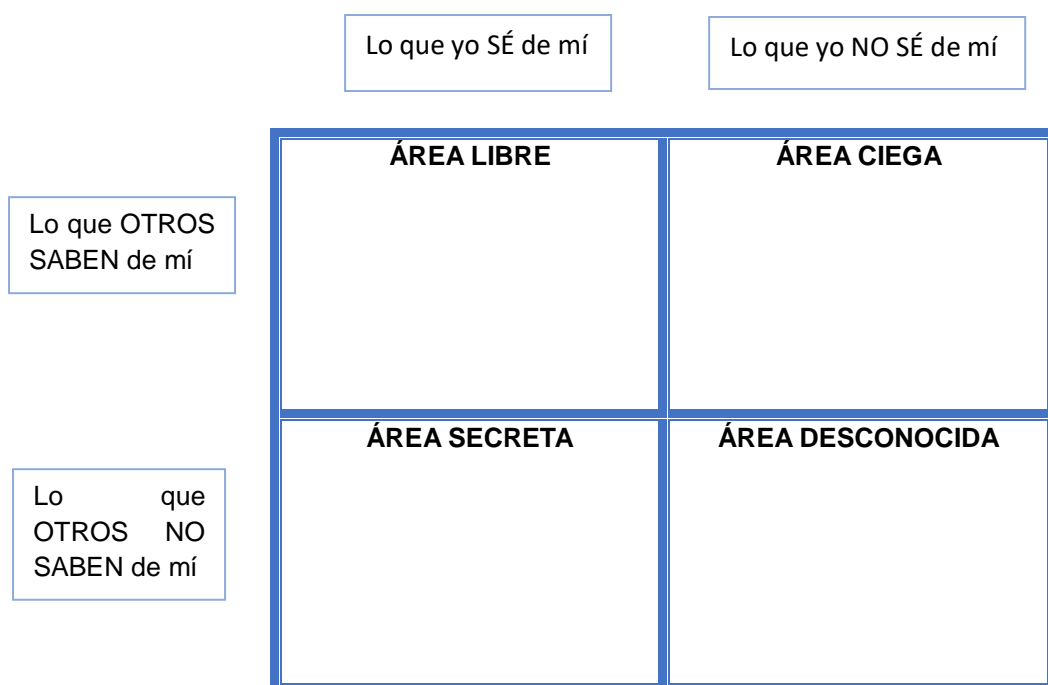 Lo que yo SÉ de mí
Lo que yo NO SÉ de mí
ÁREA LIBRE
ÁREA CIEGA
Lo que OTROS
SABEN de mí
ÁREA SECRETA
ÁREA DESCONOCIDA
Lo que
OTROS NO
SABEN de mí